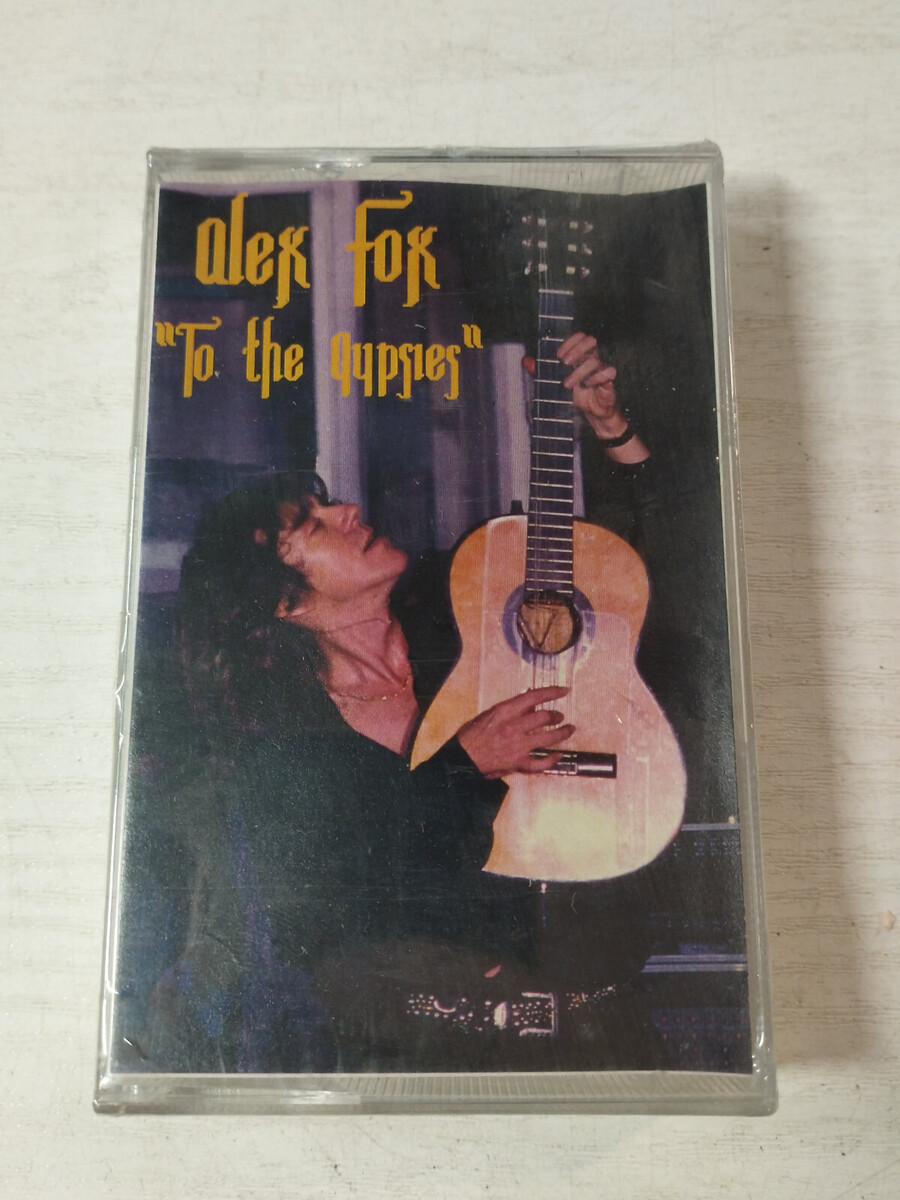 Alex Fox
"To the Gypsies"